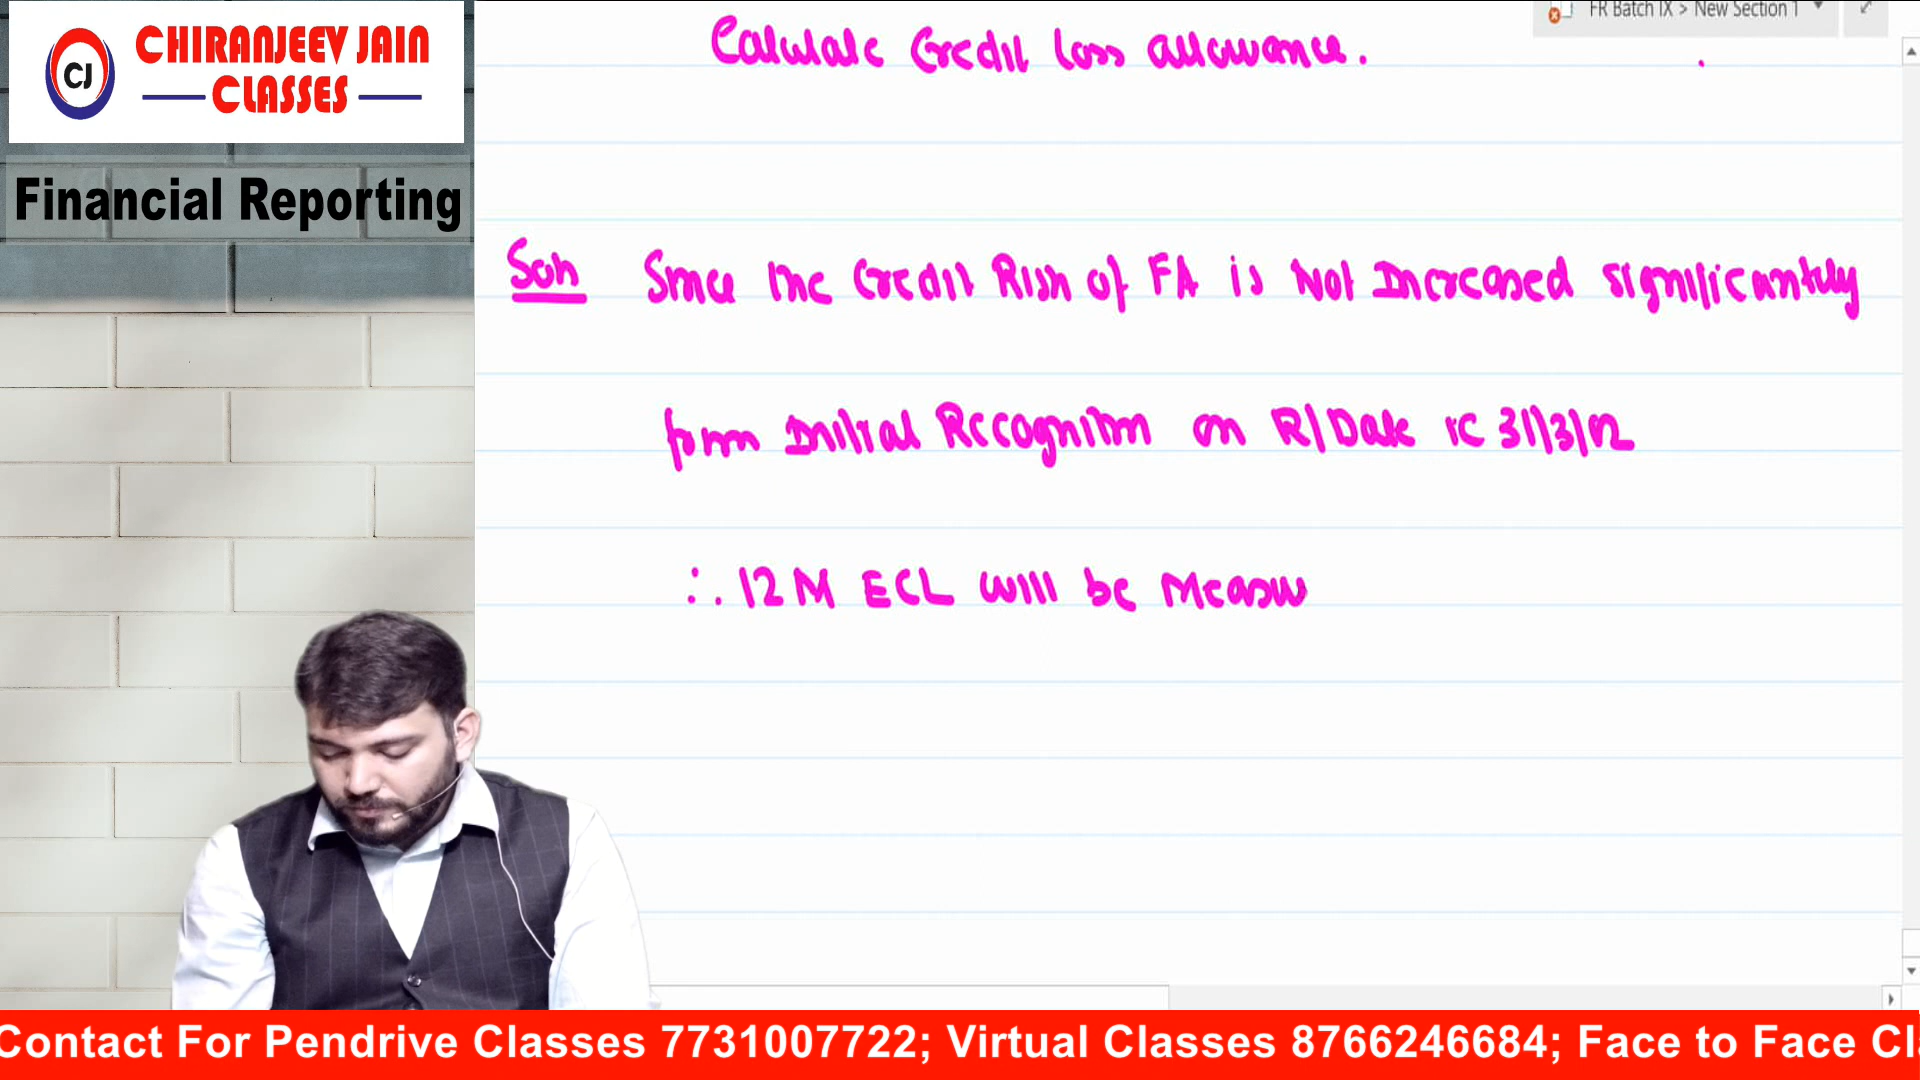 CHIRANJEEV JAIN
CJ
CLASSES
Financial Reporting
FR Batch IX > New Section 1
Calculate Credit loss allowance.
Soln Since the Credit Risk of FA is Not Increased significantly
form Initial Recognition on R/Date ie 31/3/02
∴ 12 M ECL will be Measu
Contact For Pendrive Classes 7731007722; Virtual Classes 8766246684; Face to Face Cl